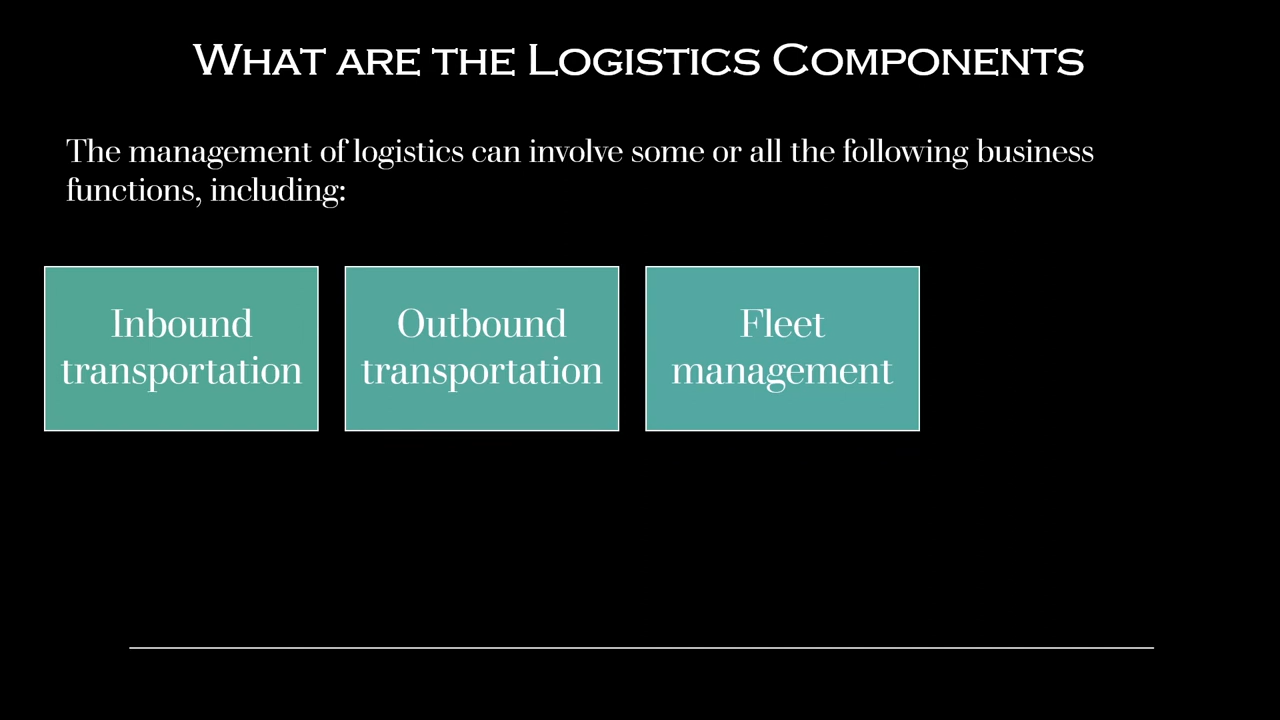 What are the Logistics Components
The management of logistics can involve some or all the following business
functions, including:
Inbound
transportation
Outbound
transportation
Fleet
management